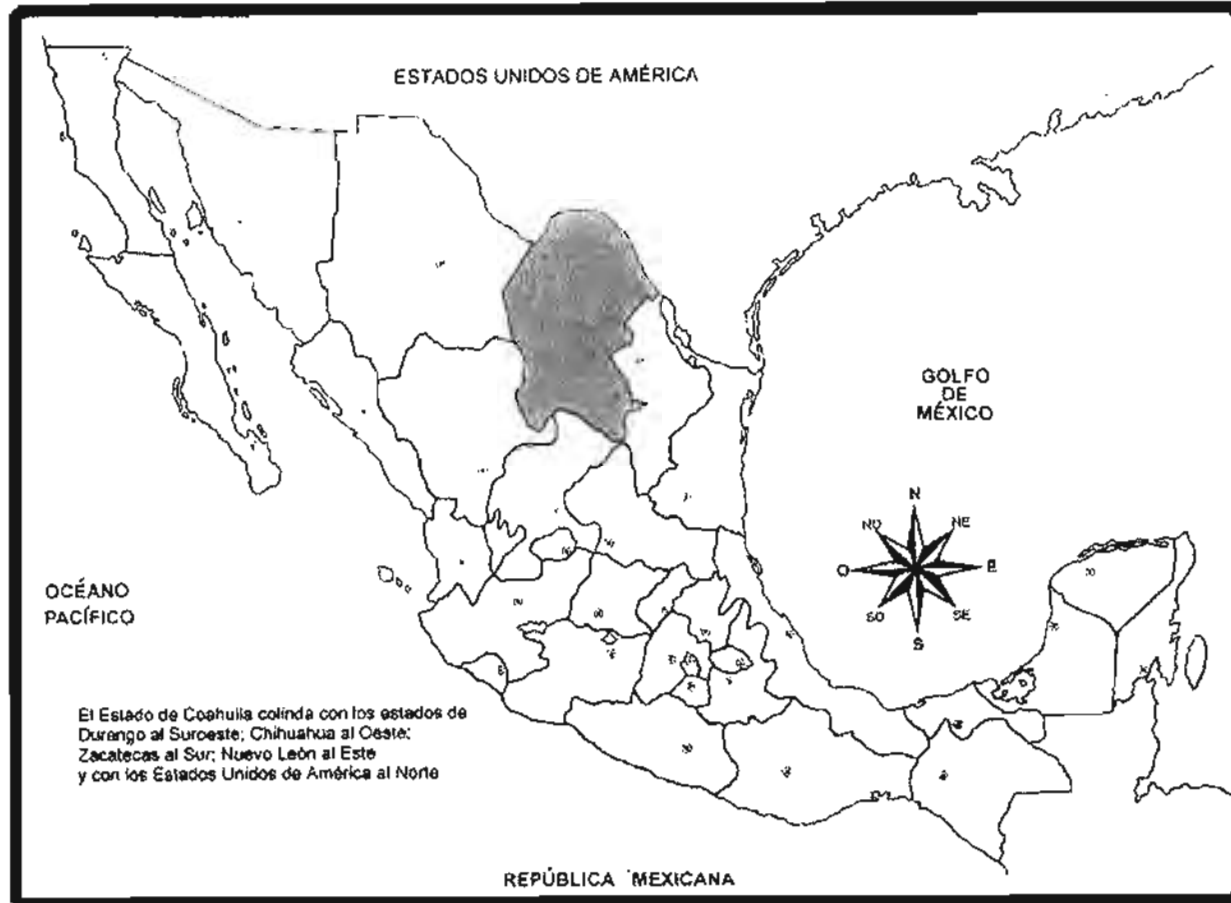 ESTADOS UNIDOS DE AMÉRICA
GOLFO
DE
MÉXICO
N
NO
NE
O
E
SO
SE
S
OCÉANO
PACÍFICO
El Estado de Coahuila colinda con los estados de
Durango al Suroeste; Chihuahua al Oeste;
Zacatecas al Sur; Nuevo León al Este
y con los Estados Unidos de América al Norte
REPÚBLICA MEXICANA